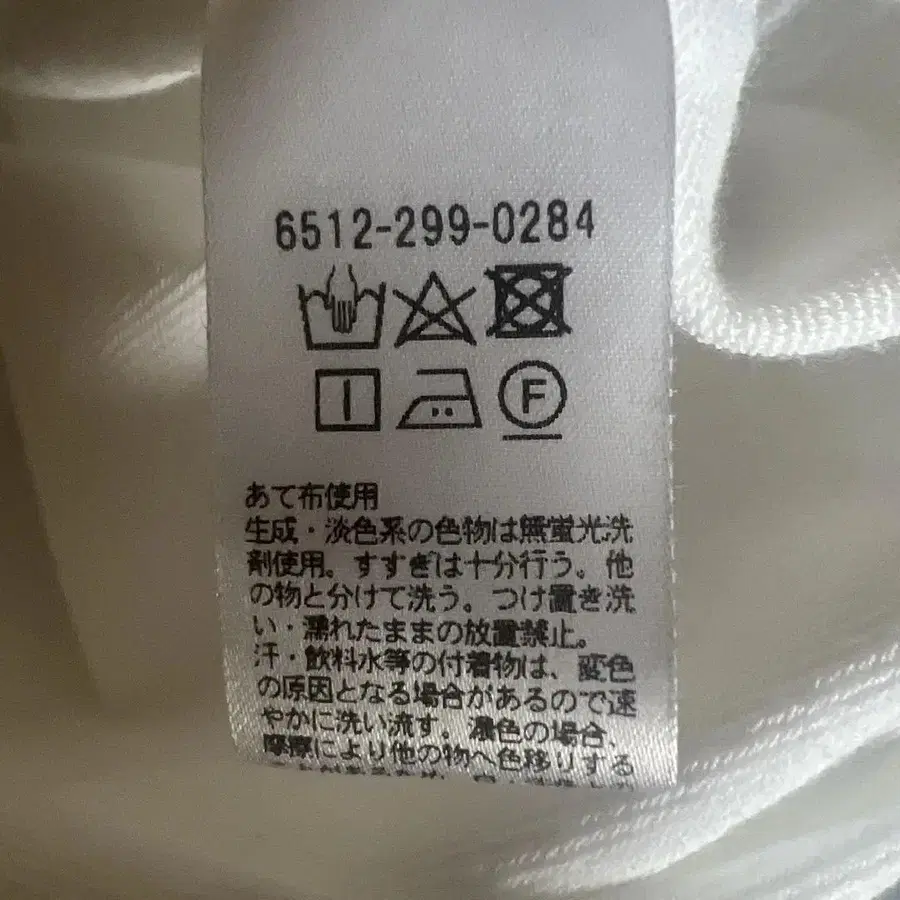 6512-299-0284
F
あて布使用
生成・淡色系の色物は無蛍光洗
剤使用。すすぎは十分行う。他
の物と分けて洗う。つけ置き洗
い・濡れたままの放置禁止。
汗・飲料水等の付着物は、変色
の原因となる場合があるので速
やかに洗い流す。濃色の場合、
摩擦により他の物へ色移りする